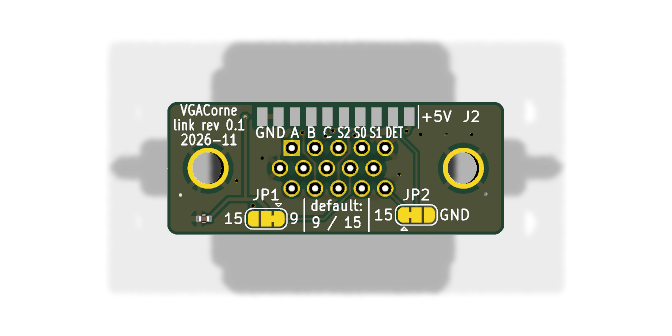 VGACorne
link rev 0.1
2026-11
GND A B C S2 S0 S1 DET
+5V J2
JP1
15 9
default:
9 / 15
JP2
15 GND